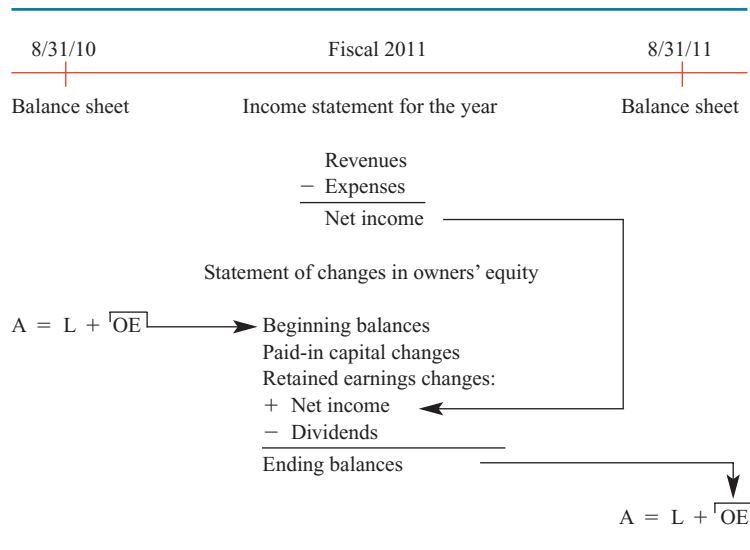 8/31/10 Fiscal 2011 8/31/11
Balance sheet Income statement for the year Balance sheet
Revenues
− Expenses
Net income
Statement of changes in owners’ equity
A = L + OE Beginning balances
Paid-in capital changes
Retained earnings changes:
+ Net income
− Dividends
Ending balances
A = L + OE